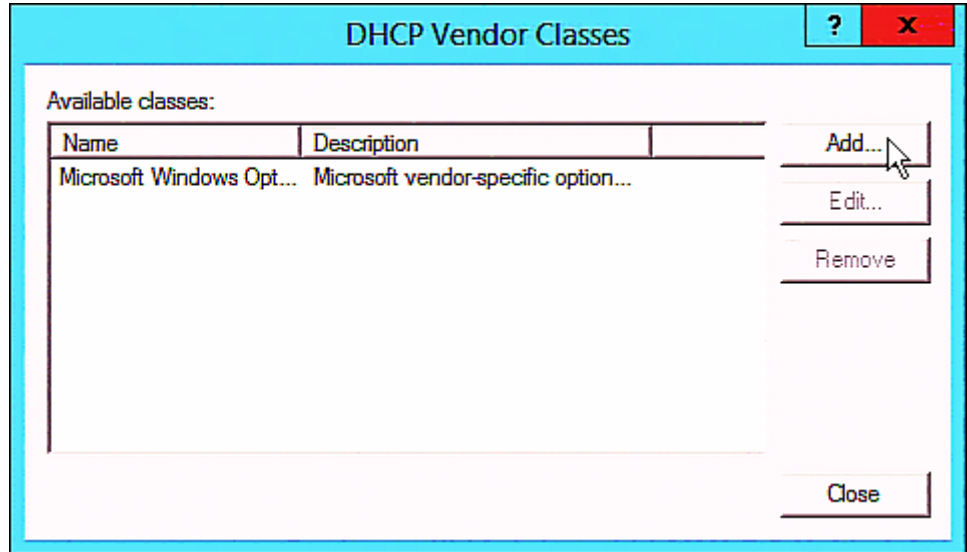 DHCP Vendor Classes ? x
Available classes:
Name Description Add...
Microsoft Windows Opt... Microsoft vendor-specific option...
Edit...
Remove
Close